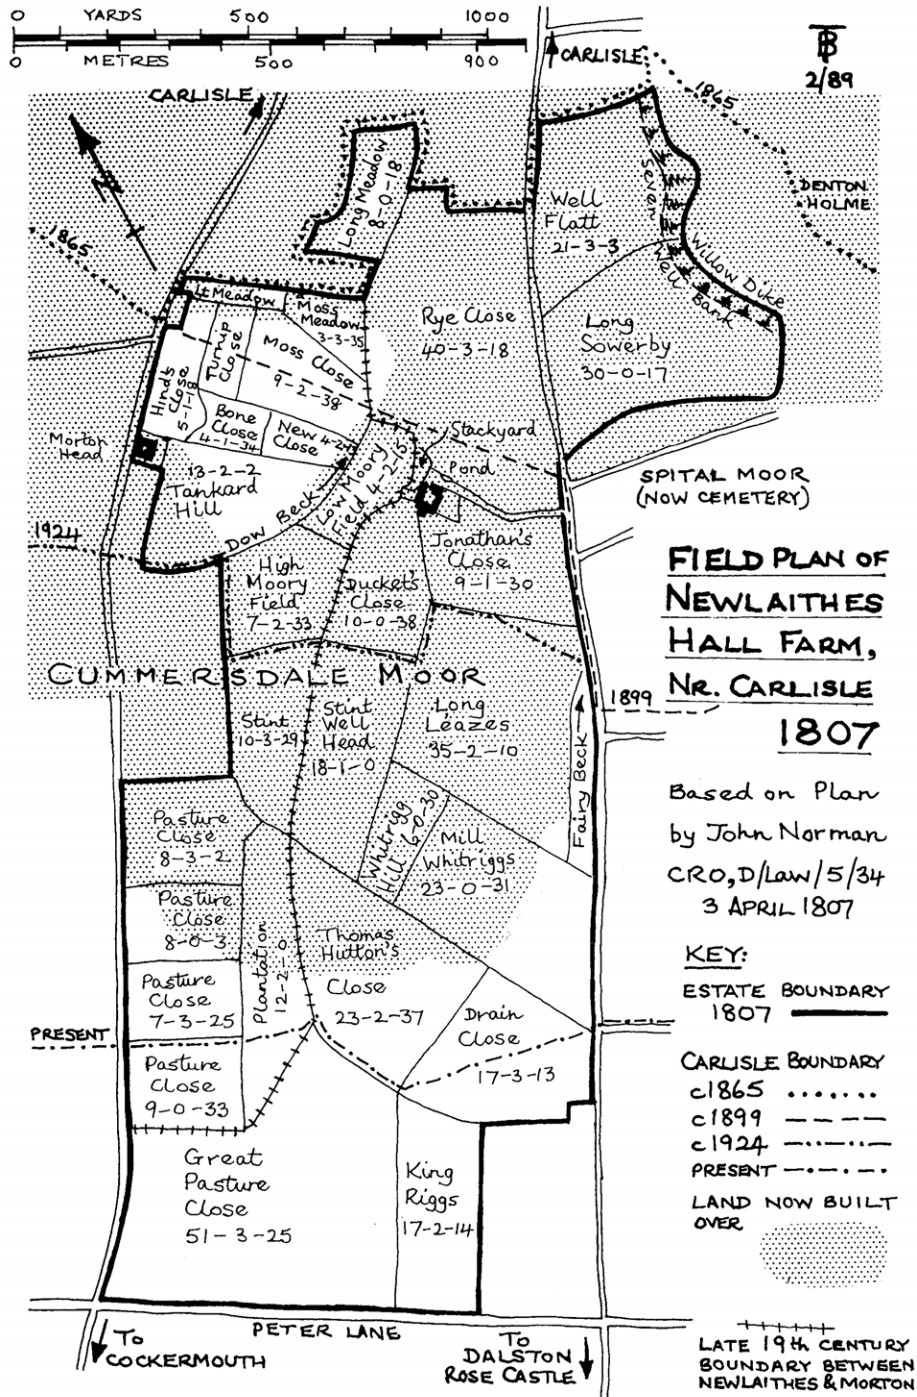 0 YARDS 500 1000
0 METRES 500 900
TB
2/89
CARLISLE
CARLISLE
1865
DENTON
HOLME
N
1865
Long Meadow
8-0-18
Well
Flatt
21-3-3
Seven
Well
Bank
Willow Dike
Lt Meadow
Moss
Meadow
3-3-35
Rye Close
40-3-18
Long
Sowerby
30-0-17
Turnip
Close
Moss Close
9-2-38
Hinds
Close
5-1-18
Bone
Close
4-1-34
New
Close
Morton
Head
13-2-2
Tankard
Hill
Low Moory
Field 4-2-15
Stackyard
Pond
SPITAL MOOR
(NOW CEMETERY)
1924
Dow Beck
High
Moory
Field
7-2-33
Ducket's
Close
10-0-38
Jonathan's
Close
9-1-30
FIELD PLAN OF
NEWLAITHES
HALL FARM,
NR. CARLISLE
1807
CUMMERSDALE MOOR
1899
Stint
10-3-29
Stint
Well
Head
18-1-0
Long
Leazes
35-2-10
Fairy Beck
Based on Plan
by John Norman
CRO, D/Law/5/34
3 APRIL 1807
Pasture
Close
8-3-2
Whitrigg
Hill 6-0-30
Mill
Whitriggs
23-0-31
Pasture
Close
8-0-3
Plantation
12-2-0
Thomas
Hutton's
Close
23-2-37
Pasture
Close
7-3-25
Drain
Close
17-3-13
PRESENT
Pasture
Close
9-0-33
Great
Pasture
Close
51-3-25
King
Riggs
17-2-14
KEY:
ESTATE BOUNDARY
1807
CARLISLE BOUNDARY
c1865
c1899
c1924
PRESENT
LAND NOW BUILT
OVER
LATE 19th CENTURY
BOUNDARY BETWEEN
NEWLAITHES & MORTON
PETER LANE
TO
COCKERMOUTH
TO
DALSTON
ROSE CASTLE